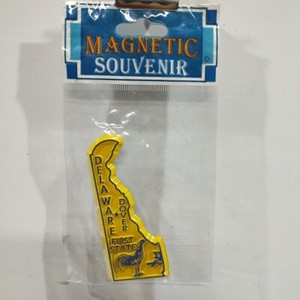 MAGNETIC
SOUVENIR
DELAWARE
DOVER
FIRST
STATE